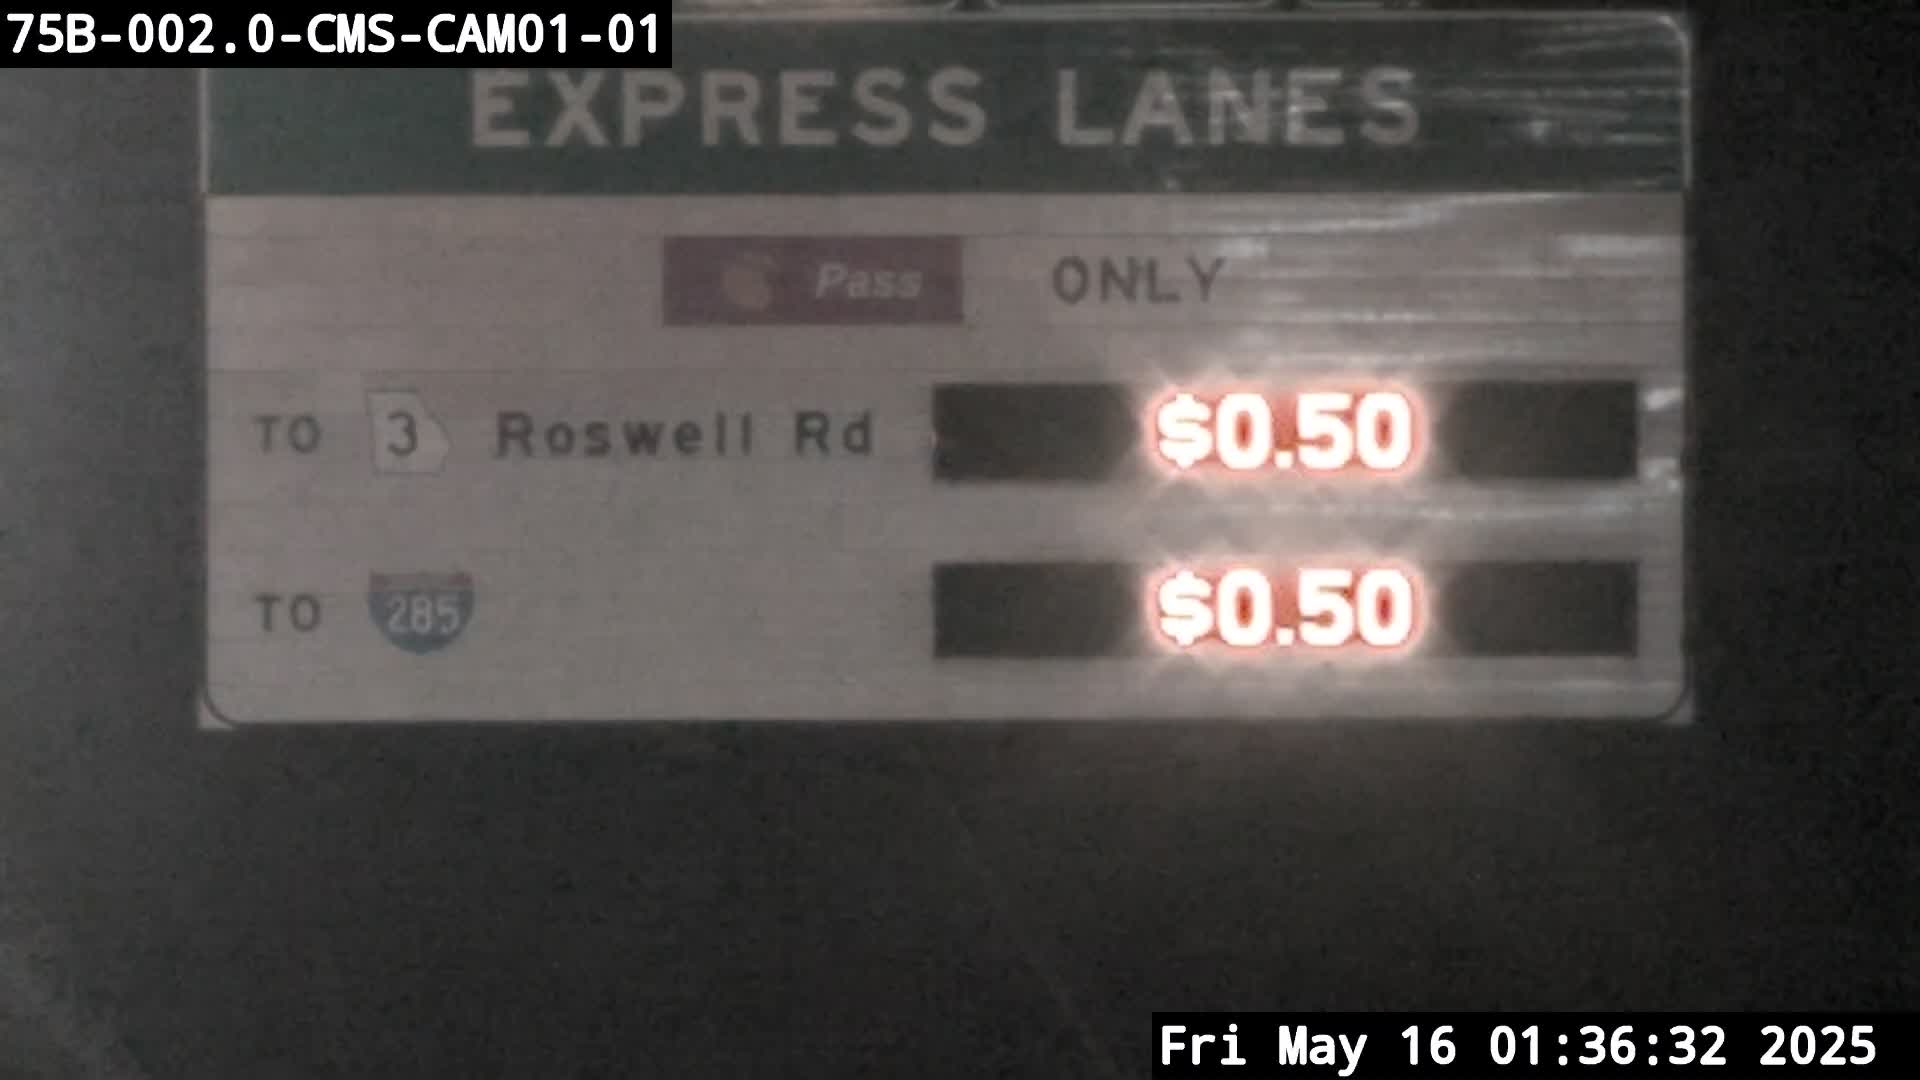 75B-002.0-CMS-CAM01-01
EXPRESS LANES
Pass ONLY
TO 3 Roswell Rd $0.50
TO 285 $0.50
Fri May 16 01:36:32 2025